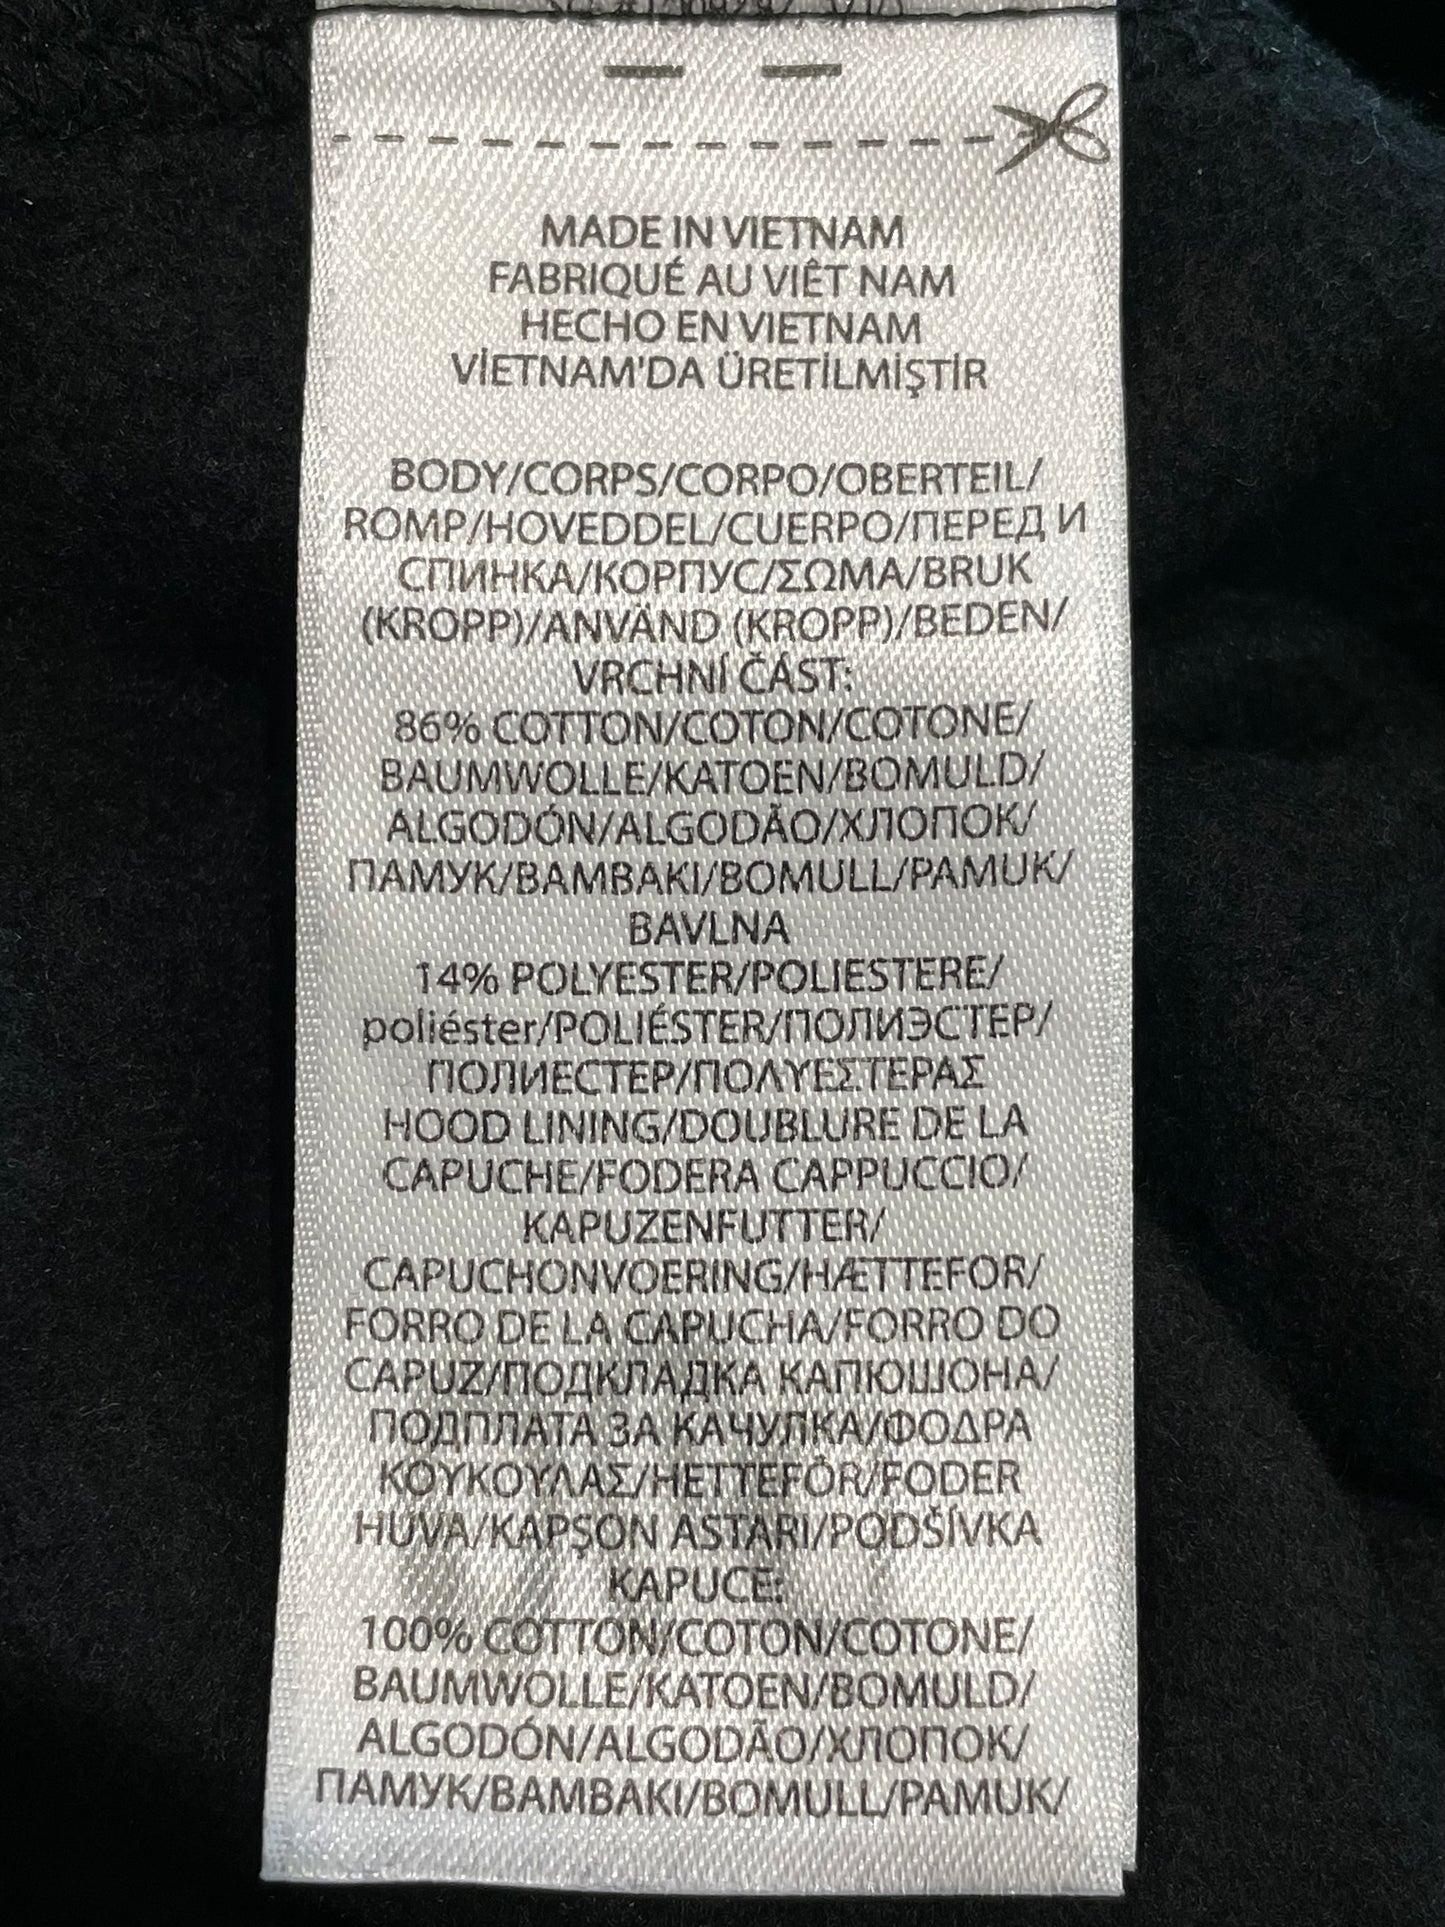 MADE IN VIETNAM
FABRIQUÉ AU VIÊT NAM
HECHO EN VIETNAM
VİETNAM'DA ÜRETİLMİŞTİR
BODY/CORPS/CORPO/OBERTEIL/
ROMP/HOVEDDEL/CUERPO/ПЕРЕД И
СПИНКА/КОРПУС/ΣΩΜΑ/BRUK
(KROPP)/ANVÄND (KROPP)/BEDEN/
VRCHNÍ ČÁST:
86% COTTON/COTON/COTONE/
BAUMWOLLE/KATOEN/BOMULD/
ALGODÓN/ALGODÃO/ХЛОПОК/
ПАМУК/BAMBAKI/BOMULL/PAMUK/
BAVLNA
14% POLYESTER/POLIESTERE/
poliéster/POLIÉSTER/ПОЛИЭСТЕР/
ПОЛИЕСТЕР/ΠΟΛΥΕΣΤΕΡΑΣ
HOOD LINING/DOUBLURE DE LA
CAPUCHE/FODERA CAPPUCCIO/
KAPUZENFUTTER/
CAPUCHONVOERING/HÆTTEFOR/
FORRO DE LA CAPUCHA/FORRO DO
CAPUZ/ПОДКЛАДКА КАПЮШОНА/
ПОДПЛАТА ЗА КАЧУЛКА/ΦΟΔΡΑ
ΚΟΥΚΟΥΛΑΣ/HETTEFÔR/FODER
HUVA/KAPŞON ASTARI/PODŠÍVKA
KAPUCE:
100% COTTON/COTON/COTONE/
BAUMWOLLE/KATOEN/BOMULD/
ALGODÓN/ALGODÃO/ХЛОПОК/
ПАМУК/BAMBAKI/BOMULL/PAMUK/